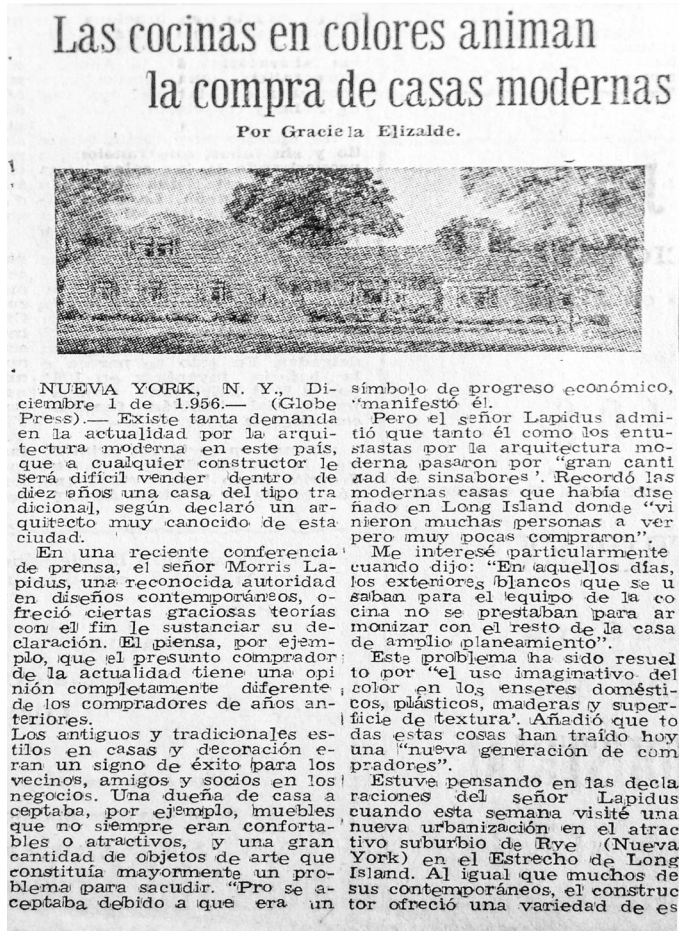 Las cocinas en colores animan
la compra de casas modernas
Por Graciela Elizalde.
NUEVA YORK, N. Y., Di-
ciembre 1 de 1.956.— (Globe
Press).— Existe tanta demanda
en la actualidad por la arqui-
tectura moderna en este país,
que a cualquier constructor le
será difícil vender dentro de
diez años una casa del tipo tra
dicional, según declaró un ar-
quitecto muy canocido de esta
ciudad.
En una reciente conferencia
de prensa, el señor Morris La-
pidus, una reconocida autoridad
en diseños contemporáneos, o-
freció ciertas graciosas teorías
con el fin le sustanciar su de-
claración. El piensa, por ejem-
plo, que el presunto comprador
de la actualidad tiene una opi
nión completamente diferente
de los compradores de años an-
teriores.
Los antiguos y tradicionales es-
tilos en casas y decoración e-
ran un signo de éxito para los
vecinos, amigos y socios en los
negocios. Una dueña de casa a
ceptaba, por ejemplo, muebles
que no siempre eran conforta-
bles o atractivos, y una gran
cantidad de objetos de arte que
constituía mayormente un pro-
blema para sacudir. "Pro se a-
ceptaba debido a que era un
símbolo de progreso económico,
"manifestó él.
Pero el señor Lapidus admi-
tió que tanto él como los entu-
siastas por la arquitectura mo-
derna pasaron por "gran canti
dad de sinsabores'. Recordó las
modernas casas que había dise
ñado en Long Island donde "vi
nieron muchas personas a ver
pero muy pocas compraron".
Me interesé particularmente
cuando dijo: "En aquellos días,
los exteriores blancos que se u
saban para el equipo de la co
cina no se prestaban para ar
monizar con el resto de la casa
de amplio planeamiento".
Este problema ha sido resuel
to por "el uso imaginativo del
color en los enseres domésti-
cos, plásticos, maderas y super-
ficie de textura'. Añadió que to
das estas cosas han traído hoy
una "nueva generación de com
pradores".
Estuve pensando en las decla
raciones del señor Lapidus
cuando esta semana visité una
nueva urbanización en el atrac
tivo suburbio de Rye (Nueva
York) en el Estrecho de Long
Island. Al igual que muchos de
sus contemporáneos, el construc
tor ofreció una variedad de es